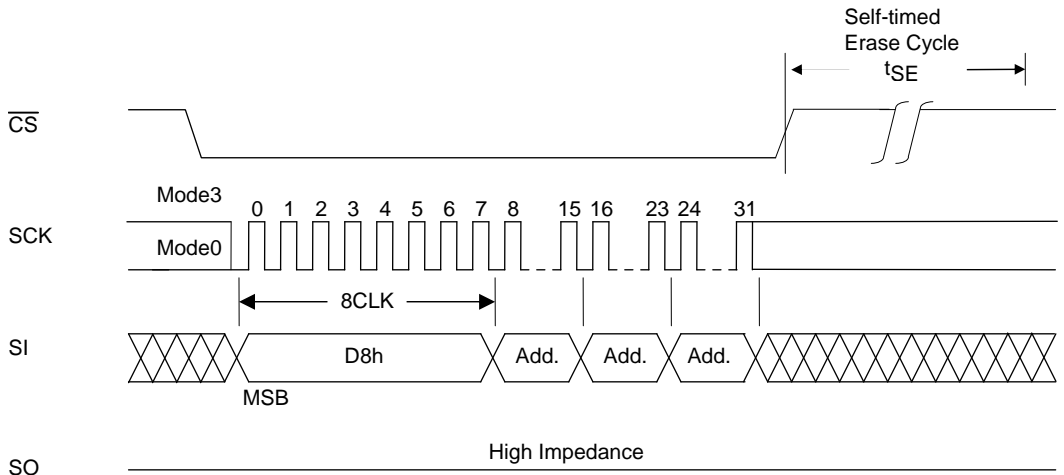 Self-timed
Erase Cycle
tSE
CS
Mode3
0 1 2 3 4 5 6 7 8 15 16 23 24 31
SCK
Mode0
8CLK
SI
D8h Add. Add. Add.
MSB
High Impedance
SO